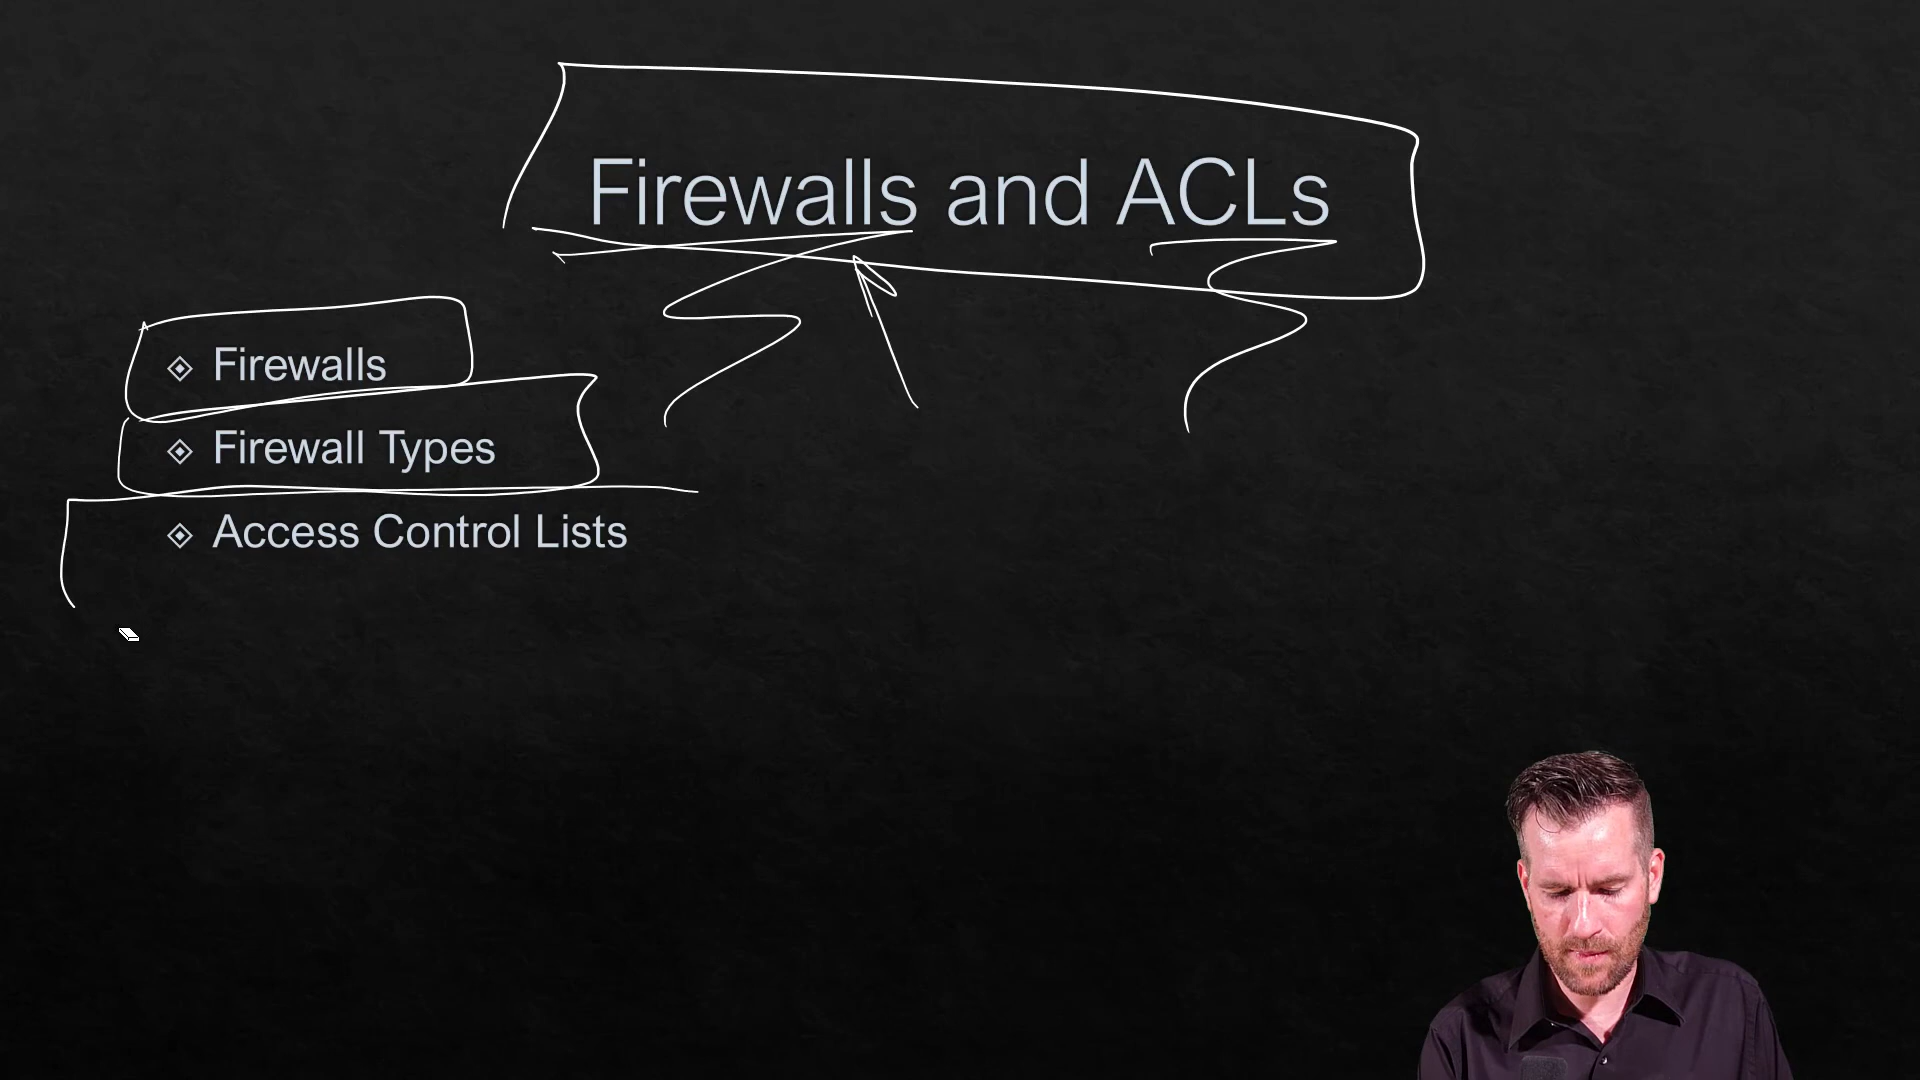 Firewalls and ACLs
Firewalls
Firewall Types
Access Control Lists